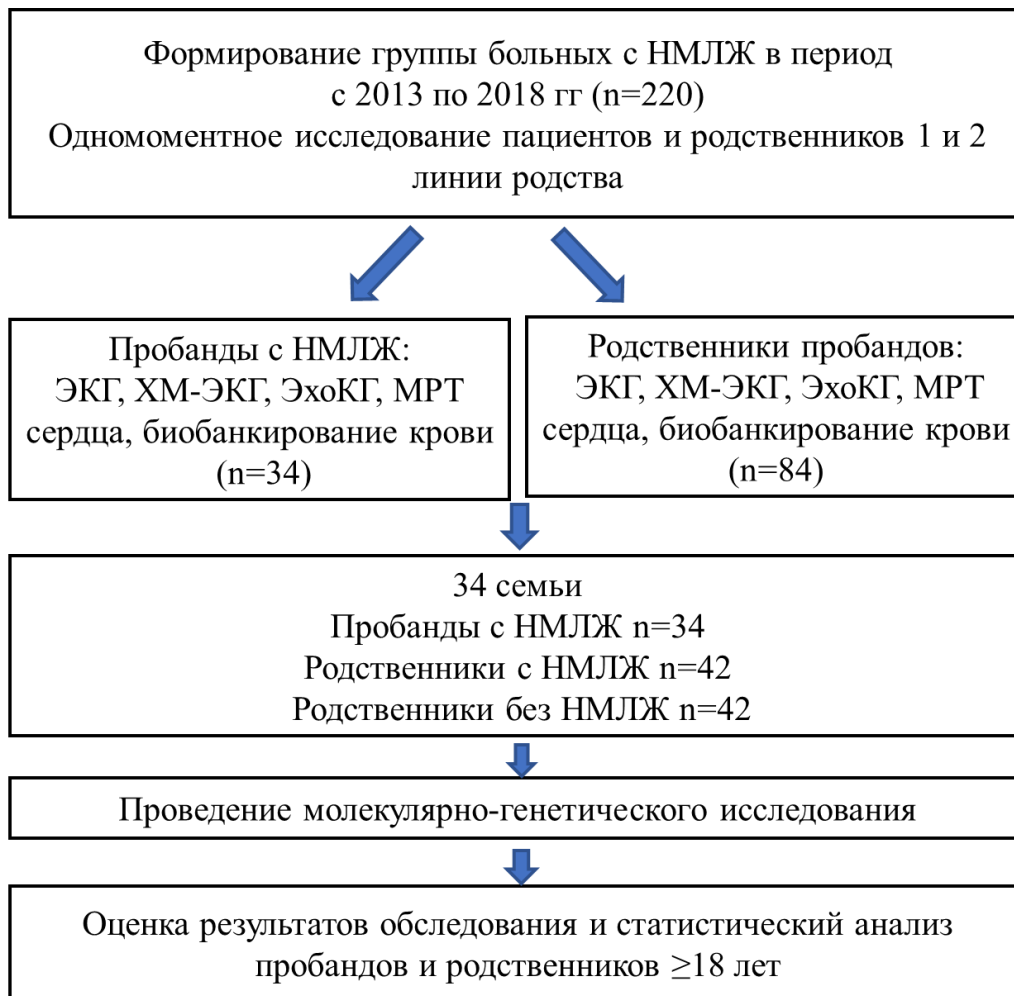 Формирование группы больных с НМЛЖ в период
с 2013 по 2018 гг (n=220)
Одномоментное исследование пациентов и родственников 1 и 2
линии родства
Пробанды с НМЛЖ:
ЭКГ, ХМ-ЭКГ, ЭхоКГ, МРТ
сердца, биобанкирование крови
(n=34)
Родственники пробандов:
ЭКГ, ХМ-ЭКГ, ЭхоКГ, МРТ
сердца, биобанкирование крови
(n=84)
34 семьи
Пробанды с НМЛЖ n=34
Родственники с НМЛЖ n=42
Родственники без НМЛЖ n=42
Проведение молекулярно-генетического исследования
Оценка результатов обследования и статистический анализ
пробандов и родственников ≥18 лет